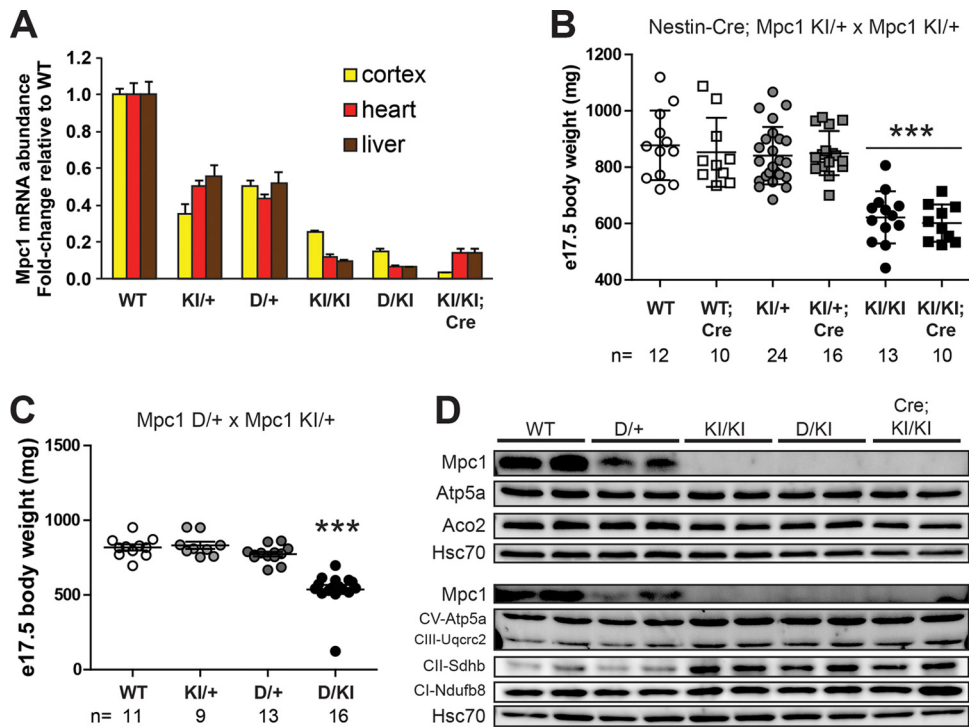 A
Mpc1 mRNA abundance
Fold-change relative to WT
1.2
1.0
0.8
0.6
0.4
0.2
0.0
cortex
heart
liver
WT KI/+ D/+ KI/KI D/KI KI/KI;
Cre
B
Nestin-Cre; Mpc1 KI/+ x Mpc1 KI/+
e17.5 body weight (mg)
1200
1000
800
600
400
***
WT WT; KI/+ KI/+; KI/KI KI/KI;
Cre Cre Cre
n= 12 10 24 16 13 10
C
Mpc1 D/+ x Mpc1 KI/+
e17.5 body weight (mg)
1500
1000
500
0
***
WT KI/+ D/+ D/KI
n= 11 9 13 16
D
WT D/+ KI/KI D/KI Cre;
KI/KI
Mpc1
Atp5a
Aco2
Hsc70
Mpc1
CV-Atp5a
CIII-Uqcrc2
CII-Sdhb
CI-Ndufb8
Hsc70